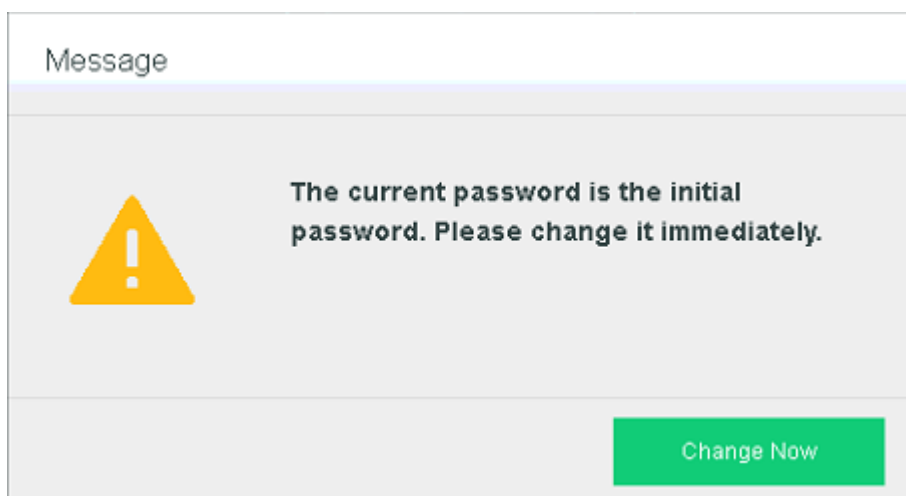 Message
The current password is the initial
password. Please change it immediately.
Change Now